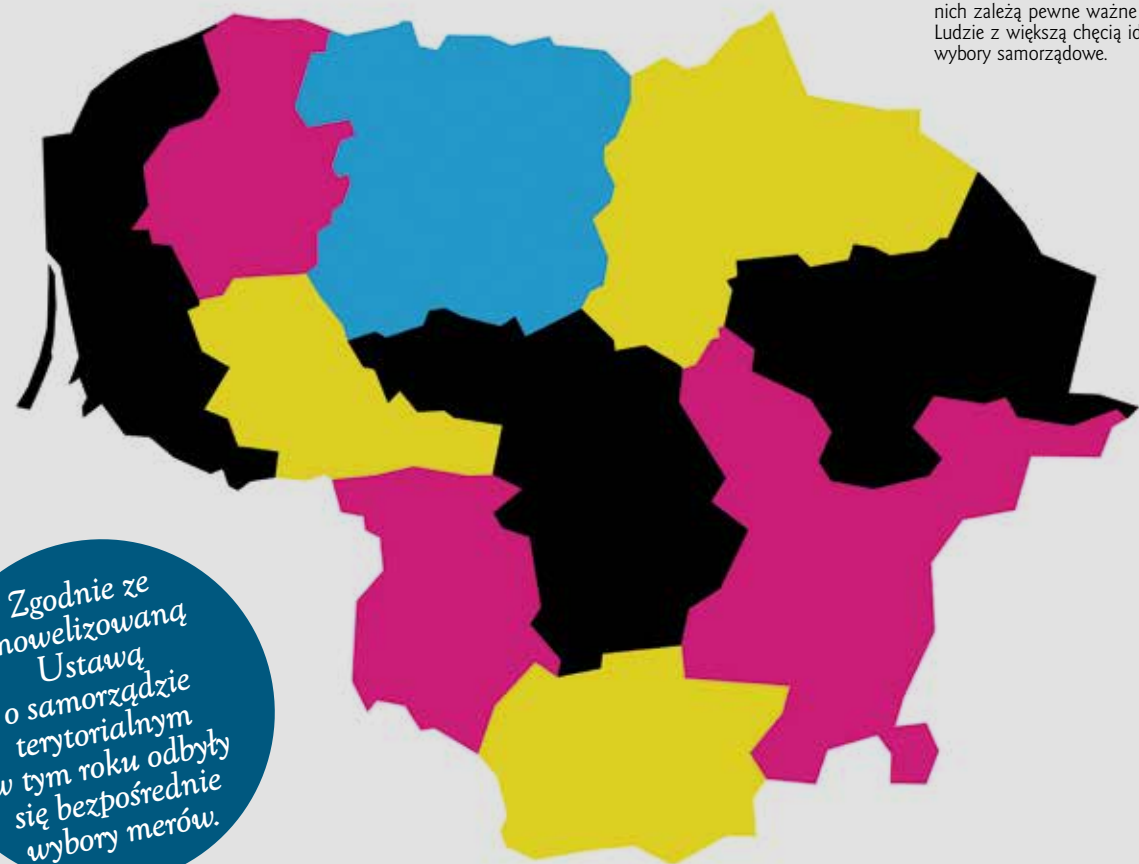 nich zależą pewne ważne
Ludzie z większą chęcią
wybory samorządowe.
Zgodnie ze
nowelizowaną
Ustawą
o samorządzie
terytorialnym
w tym roku odbyły
się bezpośrednie
wybory merów.